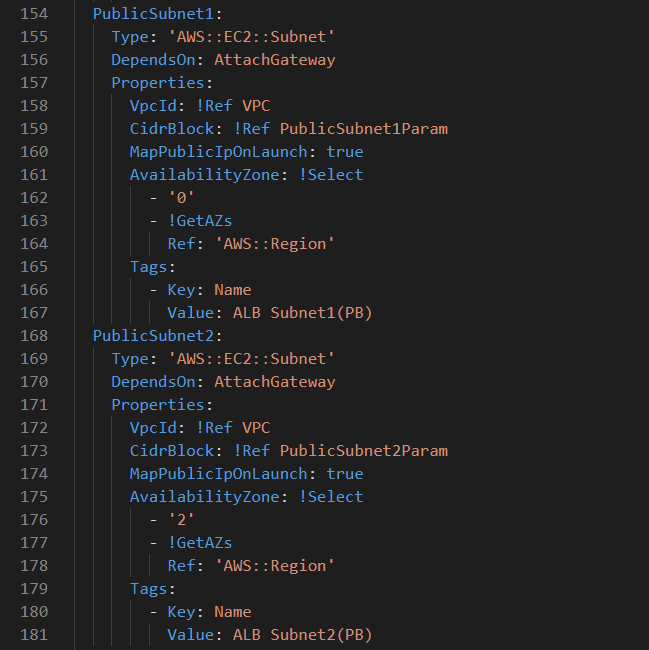 154 PublicSubnet1:
155 Type: 'AWS::EC2::Subnet'
156 DependsOn: AttachGateway
157 Properties:
158 VpcId: !Ref VPC
159 CidrBlock: !Ref PublicSubnet1Param
160 MapPublicIpOnLaunch: true
161 AvailabilityZone: !Select
162 - '0'
163 - !GetAZs
164 Ref: 'AWS::Region'
165 Tags:
166 - Key: Name
167 Value: ALB Subnet1(PB)
168 PublicSubnet2:
169 Type: 'AWS::EC2::Subnet'
170 DependsOn: AttachGateway
171 Properties:
172 VpcId: !Ref VPC
173 CidrBlock: !Ref PublicSubnet2Param
174 MapPublicIpOnLaunch: true
175 AvailabilityZone: !Select
176 - '2'
177 - !GetAZs
178 Ref: 'AWS::Region'
179 Tags:
180 - Key: Name
181 Value: ALB Subnet2(PB)